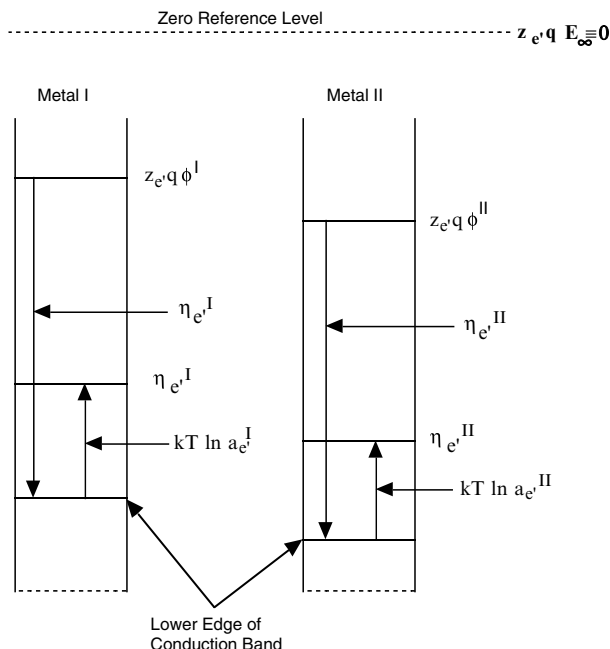 Zero Reference Level
z e' q E∞≡0
Metal I
Metal II
z e' q ϕ I
z e' q ϕ II
η e' I
η e' II
η e' I
η e' II
kT ln a e' I
kT ln a e' II
Lower Edge of
Conduction Band